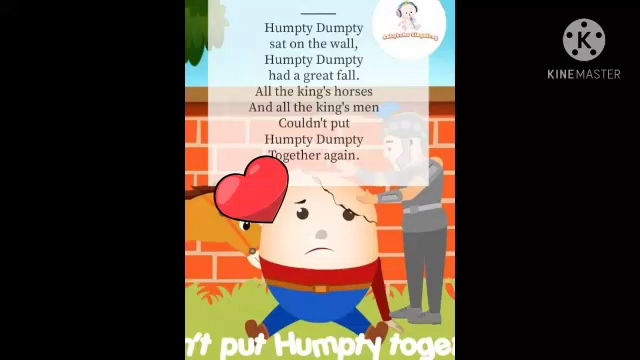 Humpty Dumpty
sat on the wall,
Humpty Dumpty
had a great fall.
All the king's horses
And all the king's men
Couldn't put
Humpty Dumpty
Together again.
KINEMASTER
n't put Humpty toge